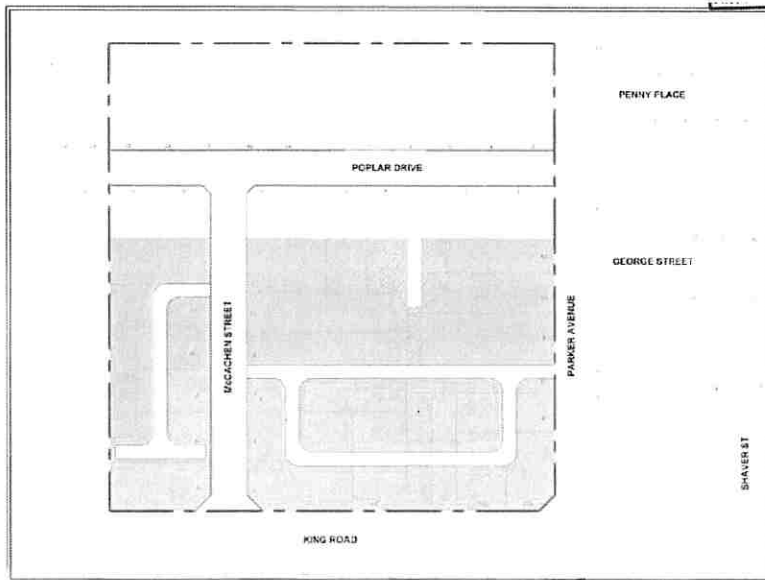 PENNY PLACE
POPLAR DRIVE
GEORGE STREET
McCACHEN STREET
PARKER AVENUE
SHAVER ST
KING ROAD